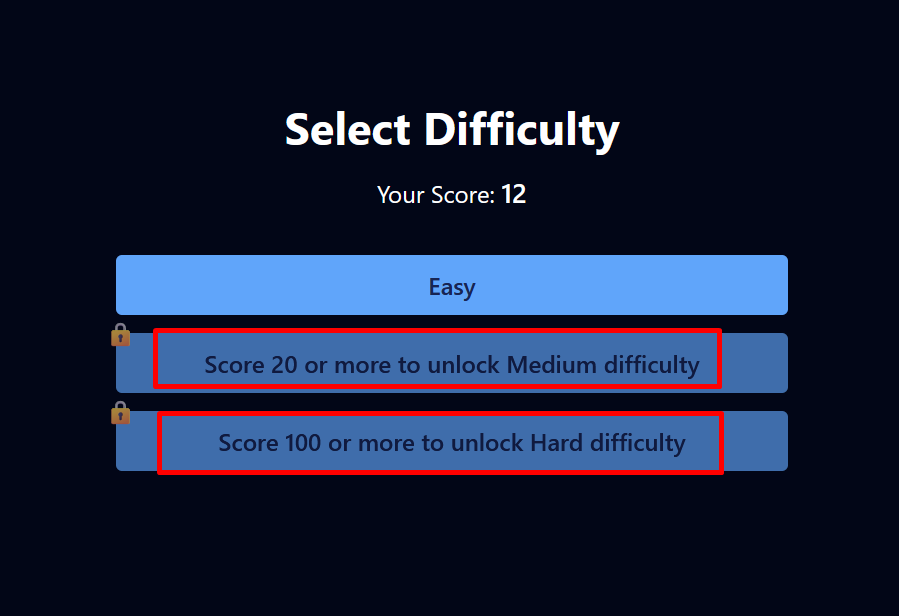 Select Difficulty
Your Score: 12
Easy
Score 20 or more to unlock Medium difficulty
Score 100 or more to unlock Hard difficulty